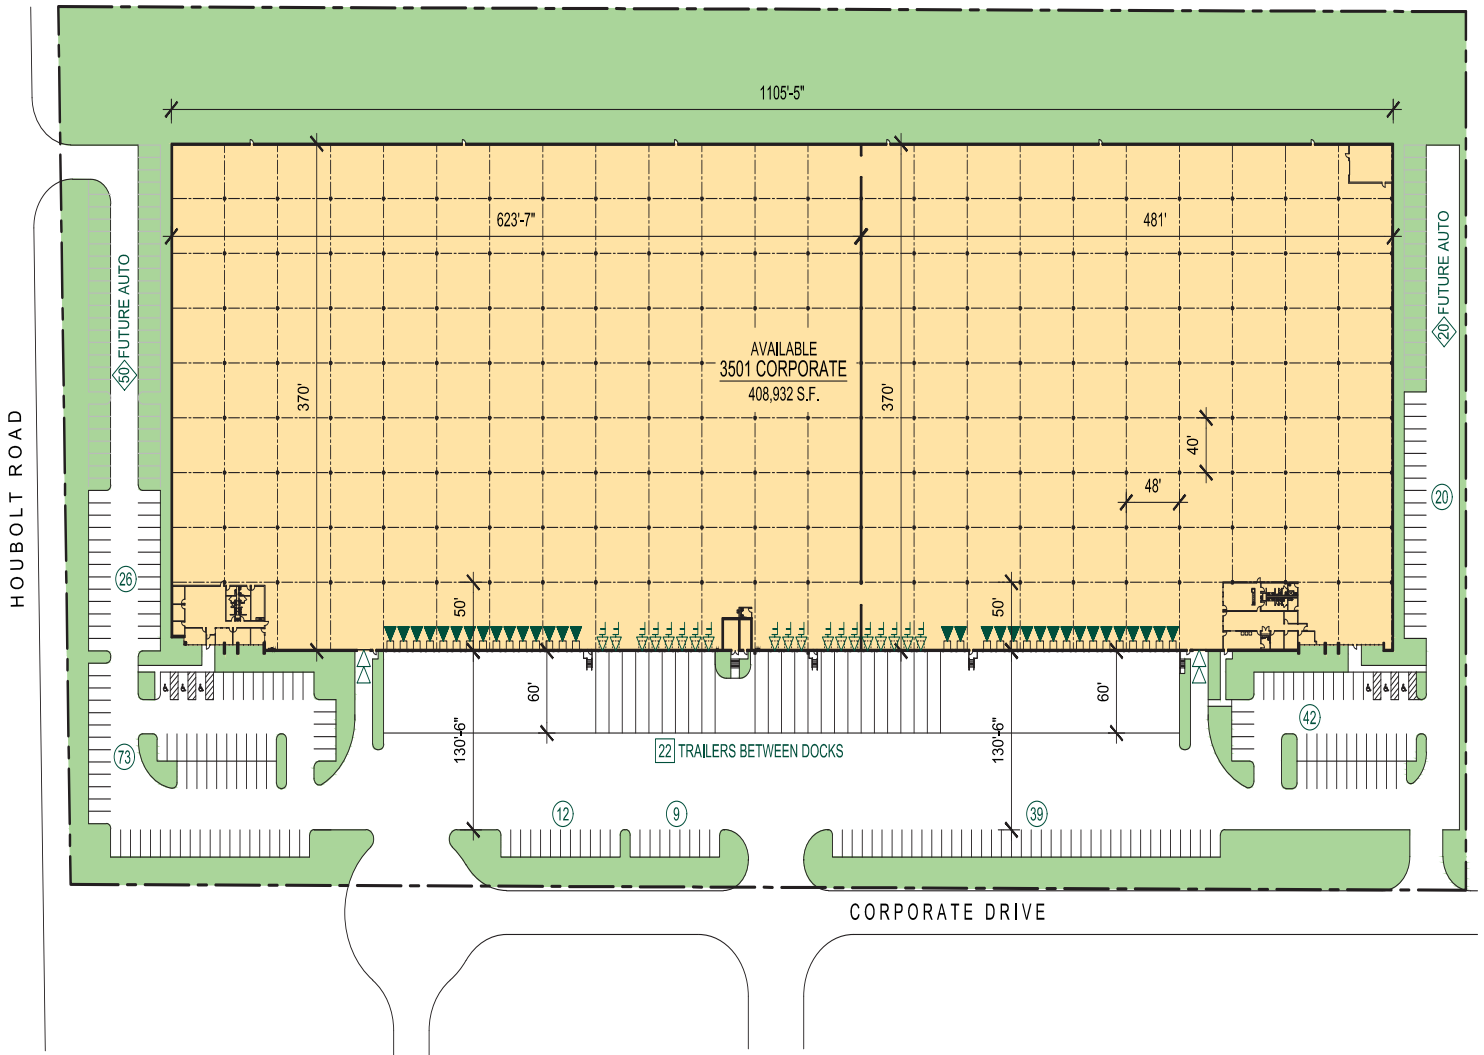 1105'-5"
623'-7"
481'
50 FUTURE AUTO
20 FUTURE AUTO
AVAILABLE
3501 CORPORATE
408,932 S.F.
370'
370'
40'
48'
HOUBOLT ROAD
20
26
50'
50'
60'
60'
130'-6"
130'-6"
42
73
22 TRAILERS BETWEEN DOCKS
12
9
39
CORPORATE DRIVE